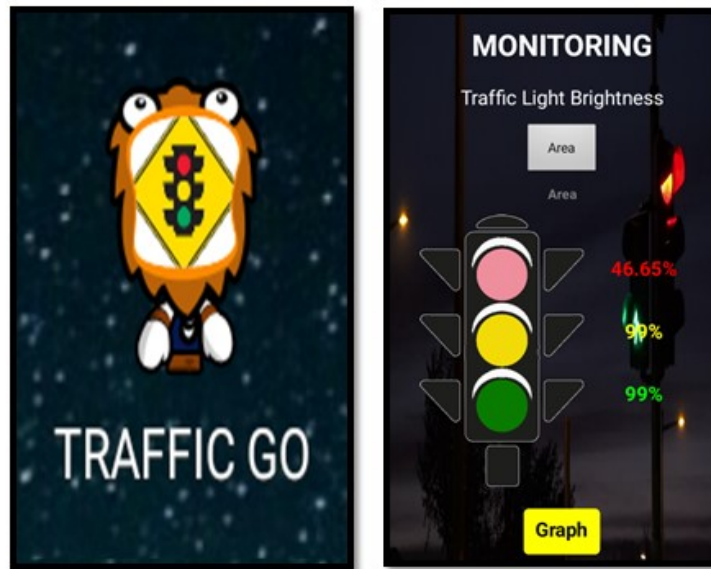 TRAFFIC GO
MONITORING
Traffic Light Brightness
Area
Area
46.65%
99%
99%
Graph